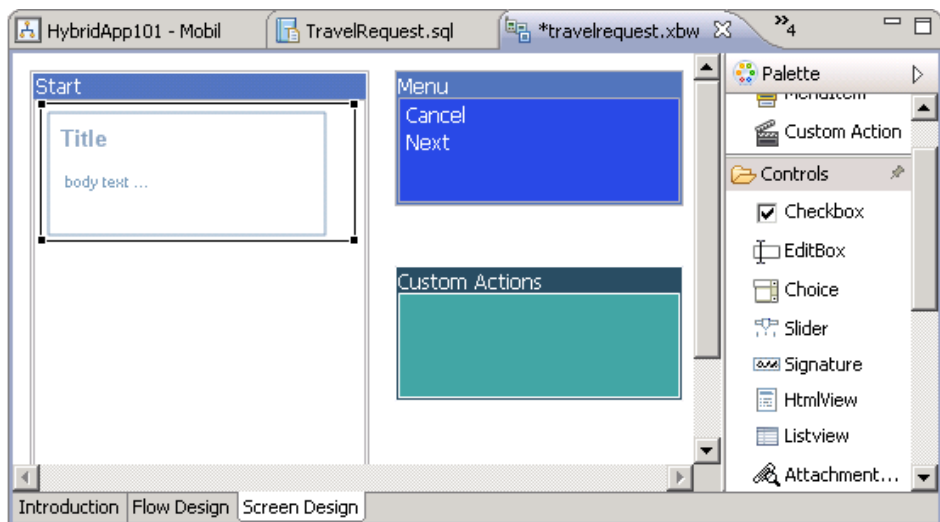 HybridApp101 - Mobil
TravelRequest.sql
*travelrequest.xbw
4
Start
Title
body text ...
Menu
Cancel
Next
Custom Actions
Palette
MenuItem
Custom Action
Controls
Checkbox
EditBox
Choice
Slider
Signature
HtmlView
Listview
Attachment...
Introduction
Flow Design
Screen Design